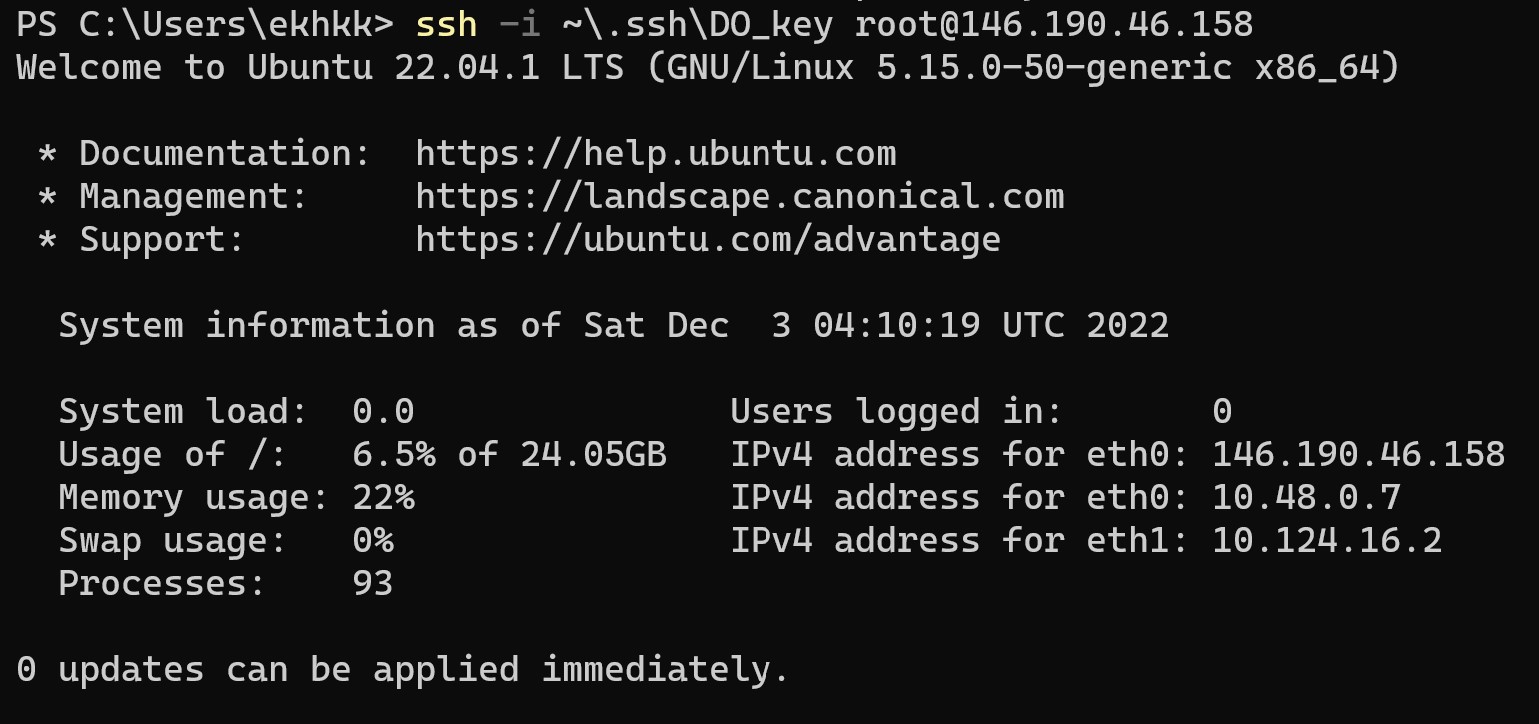 PS C:\Users\ekhkk> ssh -i ~\.ssh\DO_key root@146.190.46.158
Welcome to Ubuntu 22.04.1 LTS (GNU/Linux 5.15.0-50-generic x86_64)
* Documentation:  https://help.ubuntu.com
* Management:     https://landscape.canonical.com
* Support:        https://ubuntu.com/advantage
System information as of Sat Dec  3 04:10:19 UTC 2022
System load:  0.0               Users logged in:       0
Usage of /:   6.5% of 24.05GB   IPv4 address for eth0: 146.190.46.158
Memory usage: 22%               IPv4 address for eth0: 10.48.0.7
Swap usage:   0%                IPv4 address for eth1: 10.124.16.2
Processes:    93
0 updates can be applied immediately.